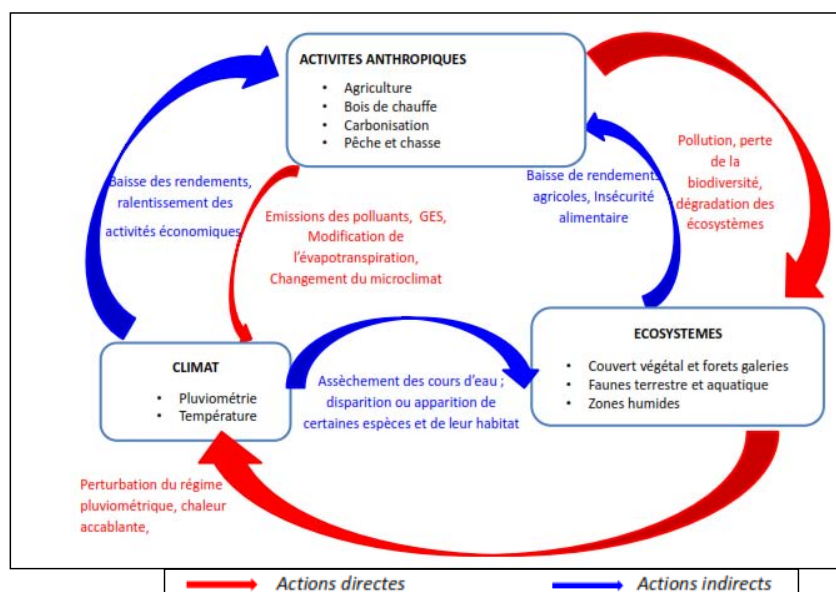 ACTIVITES ANTHROPIQUES
• Agriculture
• Bois de chauffe
• Carbonisation
• Pêche et chasse
Baisse des rendements,
ralentissement des
activités économiques
Emissions des polluants, GES,
Modification de
l'évapotranspiration,
Changement du microclimat
Baisse de rendements
agricoles, Insécurité
alimentaire
Pollution, perte
de la
biodiversité,
dégradation des
écosystèmes
CLIMAT
• Pluviométrie
• Température
Assèchement des cours d'eau ;
disparition ou apparition de
certaines espèces et de leur habitat
ECOSYSTEMES
• Couvert végétal et forets galeries
• Faunes terrestre et aquatique
• Zones humides
Perturbation du régime
pluviométrique, chaleur
accablante,
Actions directes
Actions indirects